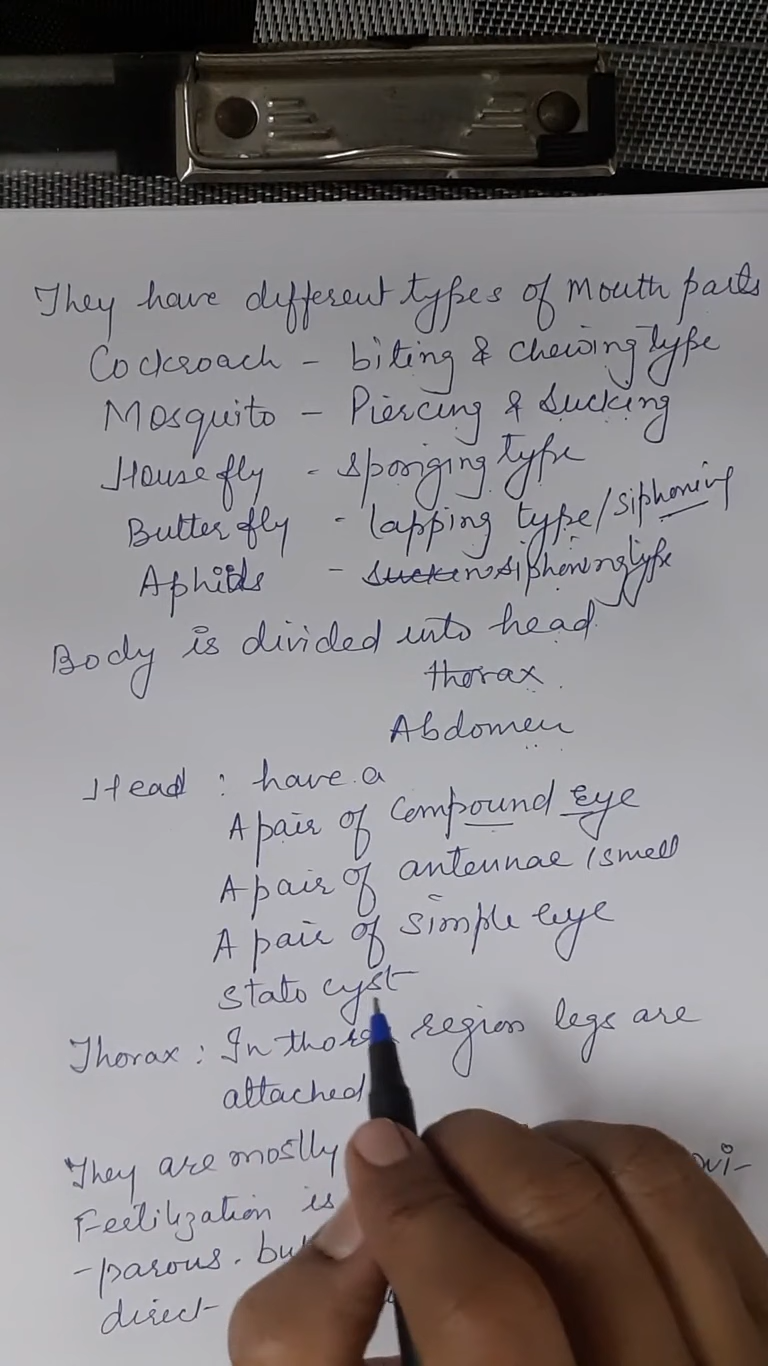 They have different types of Mouth parts
Cockroach - biting & chewing type
Mosquito - Piercing & Sucking
Housefly - sponging type
Butterfly - lapping type/siphoning
Aphids - siphoning type
Body is divided into head
thorax
Abdomen
Head : have a
A pair of Compound Eye
A pair of antennae / smell
A pair of simple eye
Stato cyst
Thorax : In thorax region legs are
attached
They are mostly vi-
Fertilization is
-parous. but
direct